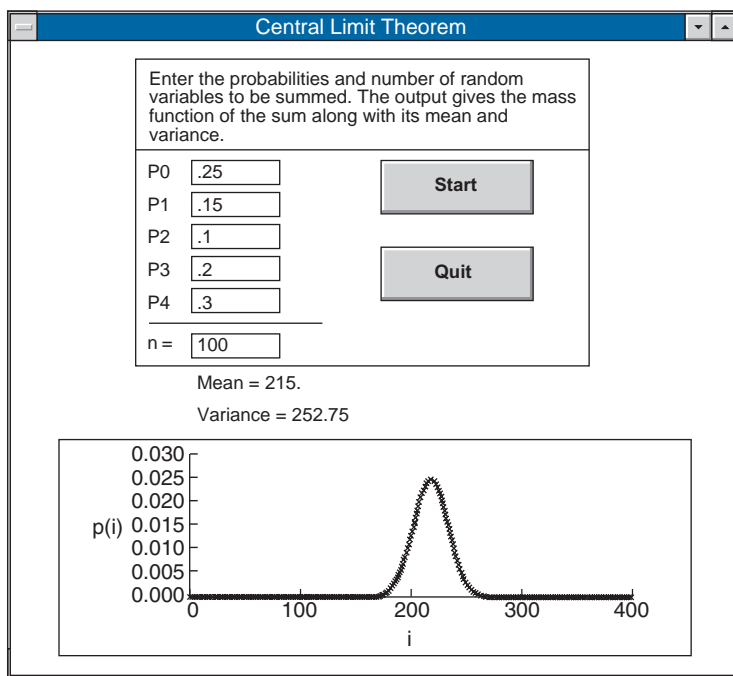 Central Limit Theorem
Enter the probabilities and number of random
variables to be summed. The output gives the mass
function of the sum along with its mean and
variance.
P0 .25
Start
P1 .15
P2 .1
P3 .2
Quit
P4 .3
n = 100
Mean = 215.
Variance = 252.75
0.030
0.025
0.020
p(i) 0.015
0.010
0.005
0.000
0 100 200 300 400
i